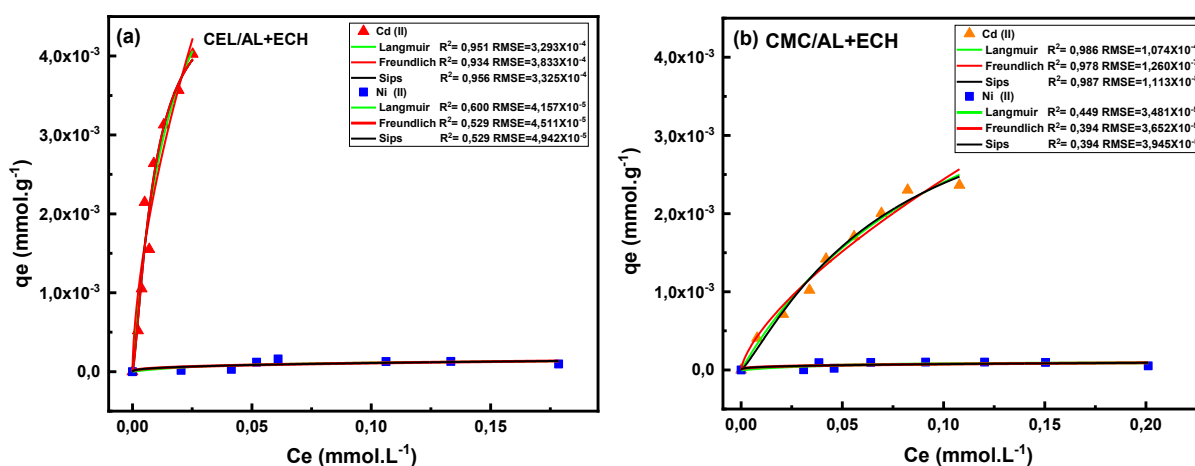 (a)
CEL/AL+ECH
Cd (II)
Langmuir R²= 0,951 RMSE=3,293X10⁻⁴
Freundlich R²= 0,934 RMSE=3,833X10⁻⁴
Sips R²= 0,956 RMSE=3,325X10⁻⁴
Ni (II)
Langmuir R²= 0,600 RMSE=4,157X10⁻⁵
Freundlich R²= 0,529 RMSE=4,511X10⁻⁵
Sips R²= 0,529 RMSE=4,942X10⁻⁵
4,0x10⁻³
3,0x10⁻³
2,0x10⁻³
1,0x10⁻³
0,0
qe (mmol.g⁻¹)
0,00 0,05 0,10 0,15
Ce (mmol.L⁻¹)
(b)
CMC/AL+ECH
Cd (II)
Langmuir R²= 0,986 RMSE=1,074X10⁻
Freundlich R²= 0,978 RMSE=1,260X10⁻
Sips R²= 0,987 RMSE=1,113X10⁻
Ni (II)
Langmuir R²= 0,449 RMSE=3,481X10⁻
Freundlich R²= 0,394 RMSE=3,652X10⁻
Sips R²= 0,394 RMSE=3,945X10⁻
4,0x10⁻³
3,0x10⁻³
2,0x10⁻³
1,0x10⁻³
0,0
qe (mmol.g⁻¹)
0,00 0,05 0,10 0,15 0,20
Ce (mmol.L⁻¹)